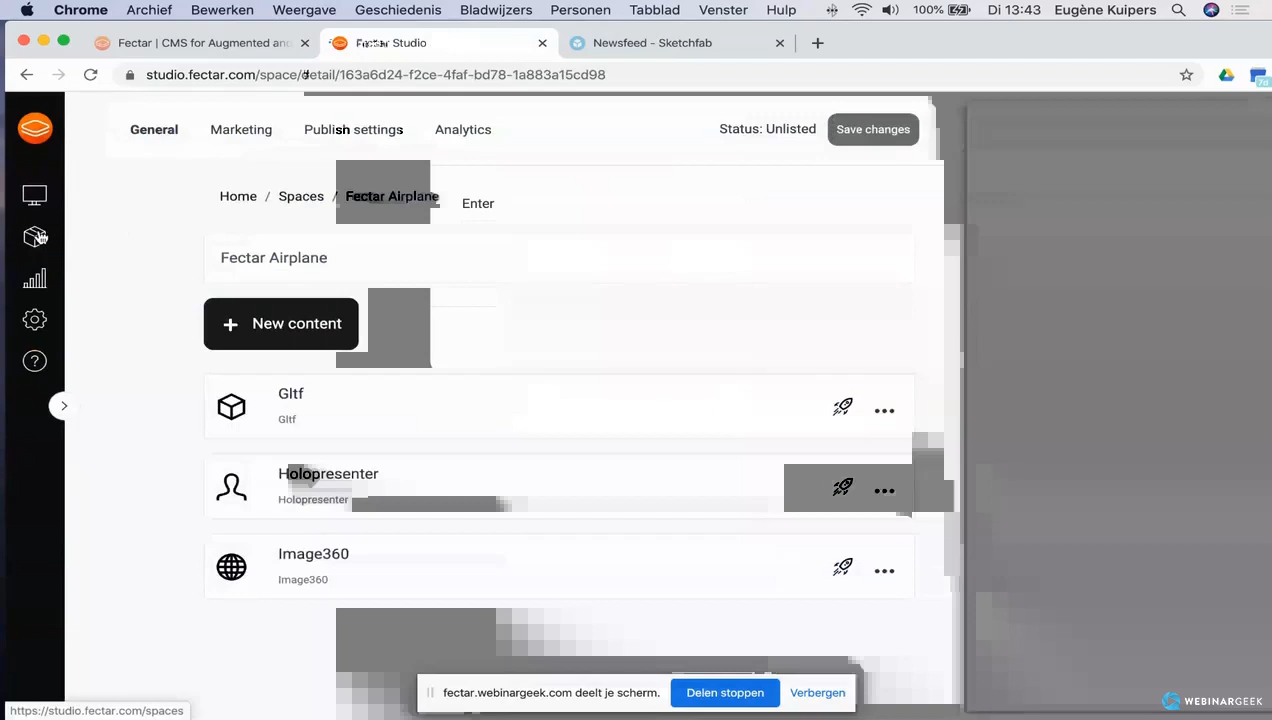 Chrome Archief Bewerken Weergave Geschiedenis Bladwijzers Personen Tabblad Venster Hulp 100% Di 13:43 Eugène Kuipers
Fectar | CMS for Augmented and Fectar Studio Newsfeed - Sketchfab
studio.fectar.com/space/detail/163a6d24-f2ce-4faf-bd78-1a883a15cd98
General Marketing Publish settings Analytics Status: Unlisted Save changes
Home / Spaces / Fectar Airplane
Enter
Fectar Airplane
+ New content
Gltf
Gltf
Holopresenter
Holopresenter
Image360
Image360
fectar.webinargeek.com deelt je scherm. Delen stoppen Verbergen
https://studio.fectar.com/spaces
WEBINARGEEK